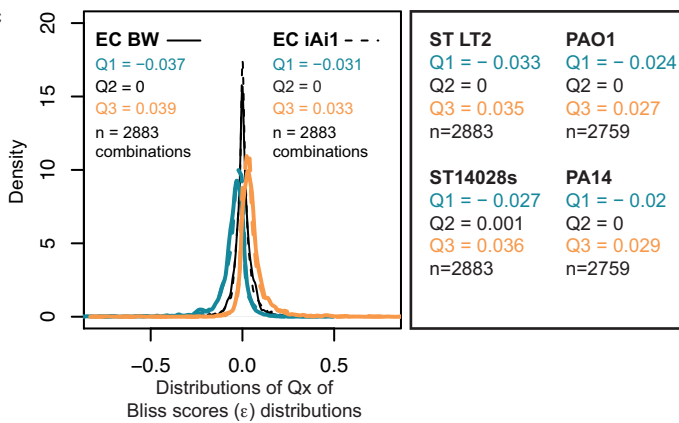 c
20
15
10
5
0
Density
EC BW
Q1 = −0.037
Q2 = 0
Q3 = 0.039
n = 2883
combinations
EC iAi1
Q1 = −0.031
Q2 = 0
Q3 = 0.033
n = 2883
combinations
−0.5 0.0 0.5
Distributions of Qx of
Bliss scores (ε) distributions
ST LT2
Q1 = − 0.033
Q2 = 0
Q3 = 0.035
n=2883
PAO1
Q1 = − 0.024
Q2 = 0
Q3 = 0.027
n=2759
ST14028s
Q1 = − 0.027
Q2 = 0.001
Q3 = 0.036
n=2883
PA14
Q1 = − 0.02
Q2 = 0
Q3 = 0.029
n=2759